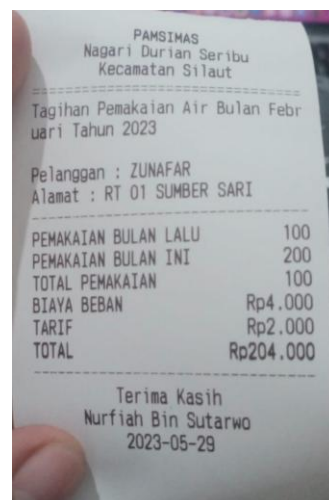 PAMSIMAS
Nagari Durian Seribu
Kecamatan Silaut
================================
Tagihan Pemakaian Air Bulan Febr
uari Tahun 2023
Pelanggan : ZUNAFAR
Alamat : RT 01 SUMBER SARI
--------------------------------
PEMAKAIAN BULAN LALU 100
PEMAKAIAN BULAN INI 200
TOTAL PEMAKAIAN 100
BIAYA BEBAN Rp4.000
TARIF Rp2.000
TOTAL Rp204.000
--------------------------------
Terima Kasih
Nurfiah Bin Sutarwo
2023-05-29